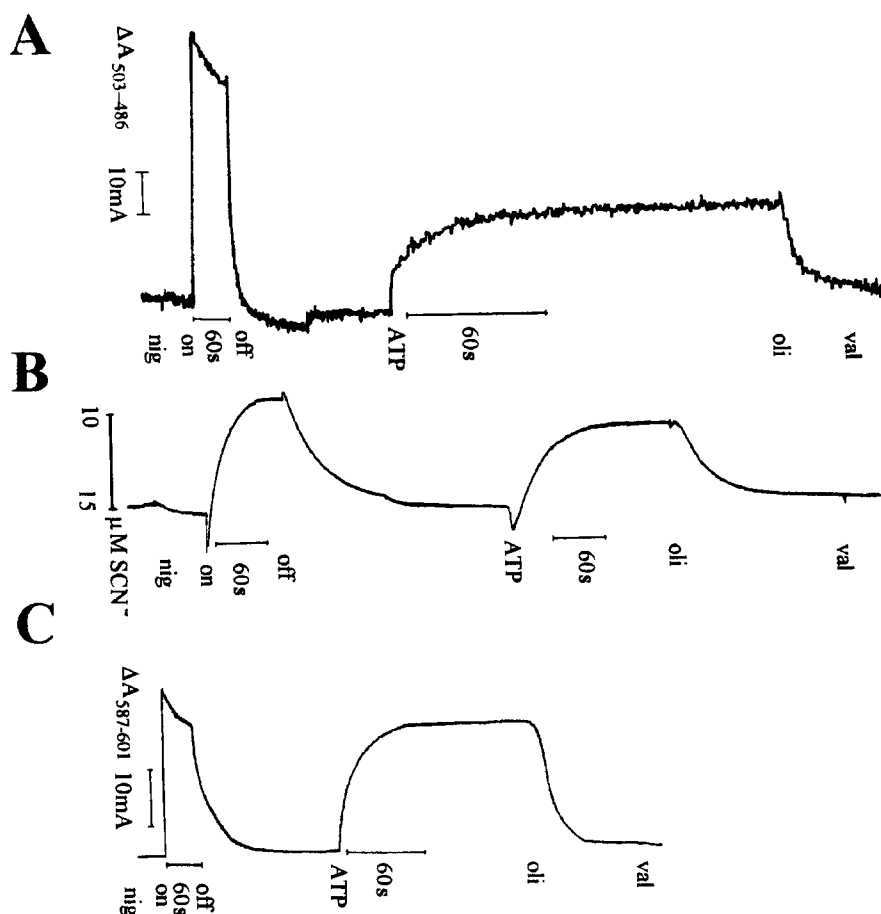 A
ΔA 503–486
10mA
nig
on
60s
off
ATP
60s
oli
val
B
10
15
μM SCN⁻
nig
on
60s
off
ATP
60s
oli
val
C
ΔA587-601
10mA
nig
on
60s
off
ATP
60s
oli
val